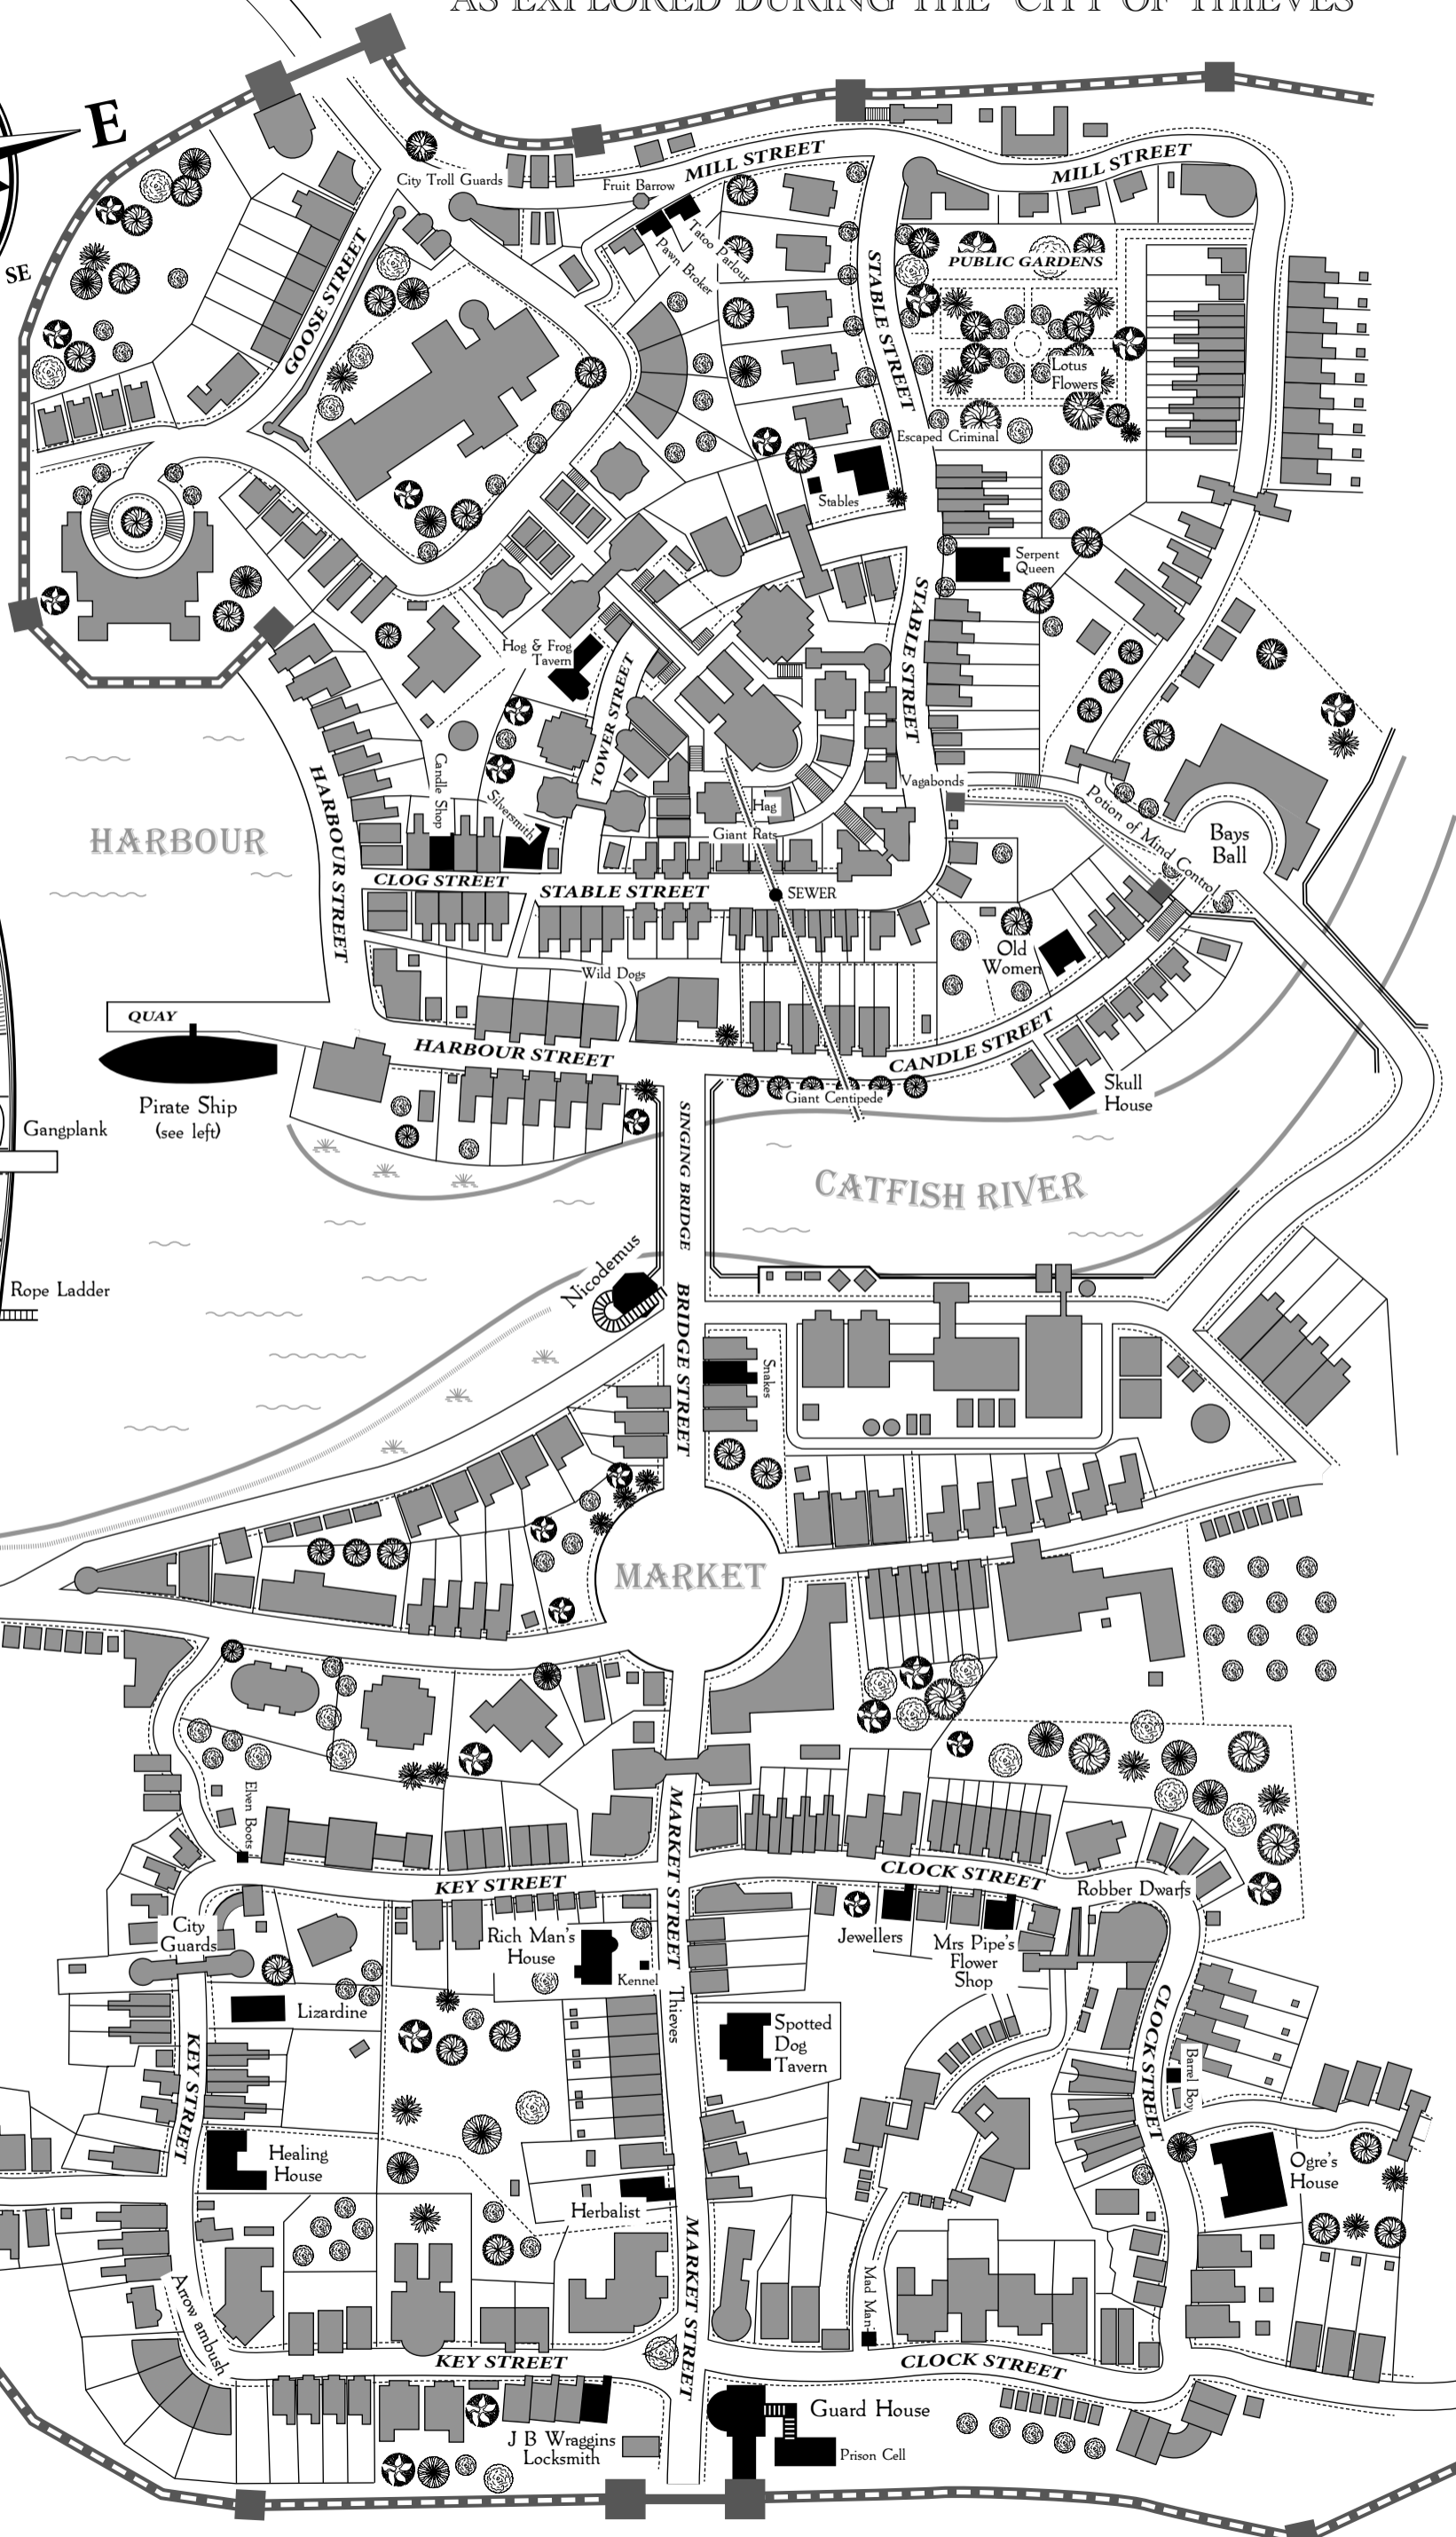 AS EXPLORED DURING THE "CITY OF THIEVES"
E
SE
City Troll Guards
Fruit Barrow
MILL STREET
MILL STREET
Tatoo Parlour
Pawn Broker
GOOSE STREET
STABLE STREET
PUBLIC GARDENS
Lotus
Flowers
Escaped Criminal
Stables
Serpent
Queen
STABLE STREET
Hog & Frog
Tavern
TOWER STREET
HARBOUR STREET
Candle Shop
Silversmith
Vagabonds
Potion of Mind Control
Bays
Ball
Hag
Giant Rats
HARBOUR
CLOG STREET
STABLE STREET
SEWER
Old
Women
Wild Dogs
QUAY
HARBOUR STREET
CANDLE STREET
Pirate Ship
(see left)
Gangplank
Giant Centipede
Skull
House
SINGING BRIDGE
CATFISH RIVER
Nicodemus
Rope Ladder
BRIDGE STREET
Snakes
MARKET
Elven Boots
MARKET STREET
KEY STREET
CLOCK STREET
Robber Dwarfs
City
Guards
Rich Man's
House
Kennel
Jewellers
Mrs Pipe's
Flower
Shop
Lizardine
Thieves
Spotted
Dog
Tavern
KEY STREET
CLOCK STREET
Barrel Boy
Healing
House
Ogre's
House
Herbalist
MARKET STREET
Arrow ambush
Mad Man
KEY STREET
CLOCK STREET
J B Wraggins
Locksmith
Guard House
Prison Cell